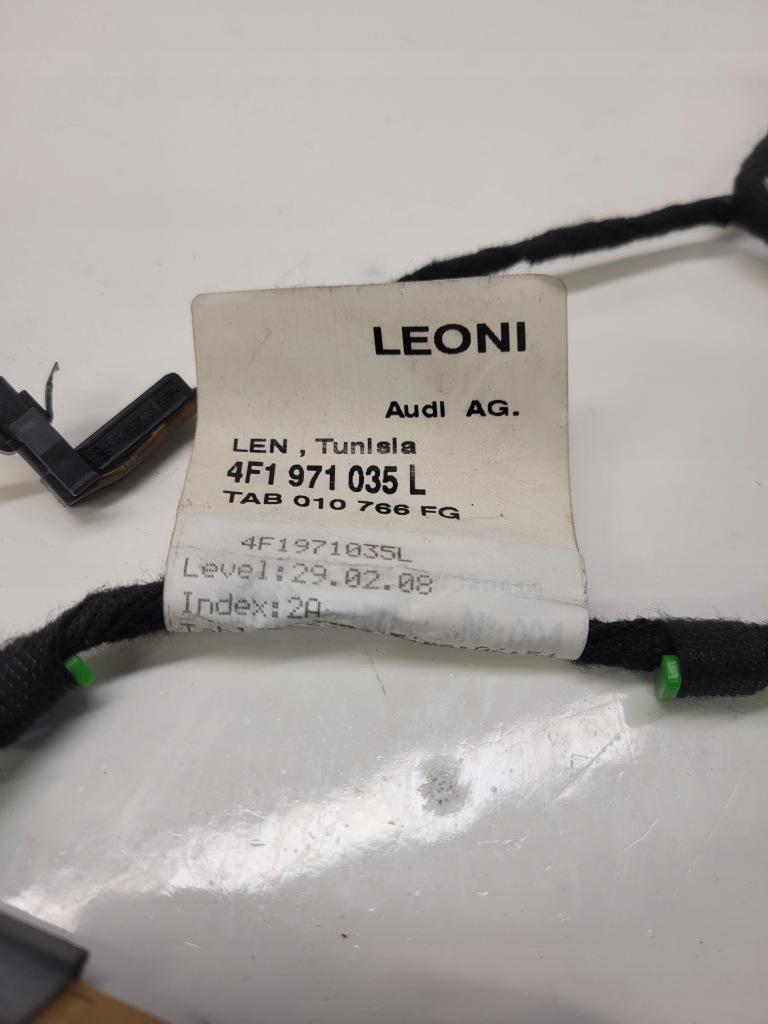 LEONI
Audi AG.
LEN , Tunisia
4F1 971 035 L
TAB 010 766 FG
4F1971035L
Level:29.02.08
Index:2A